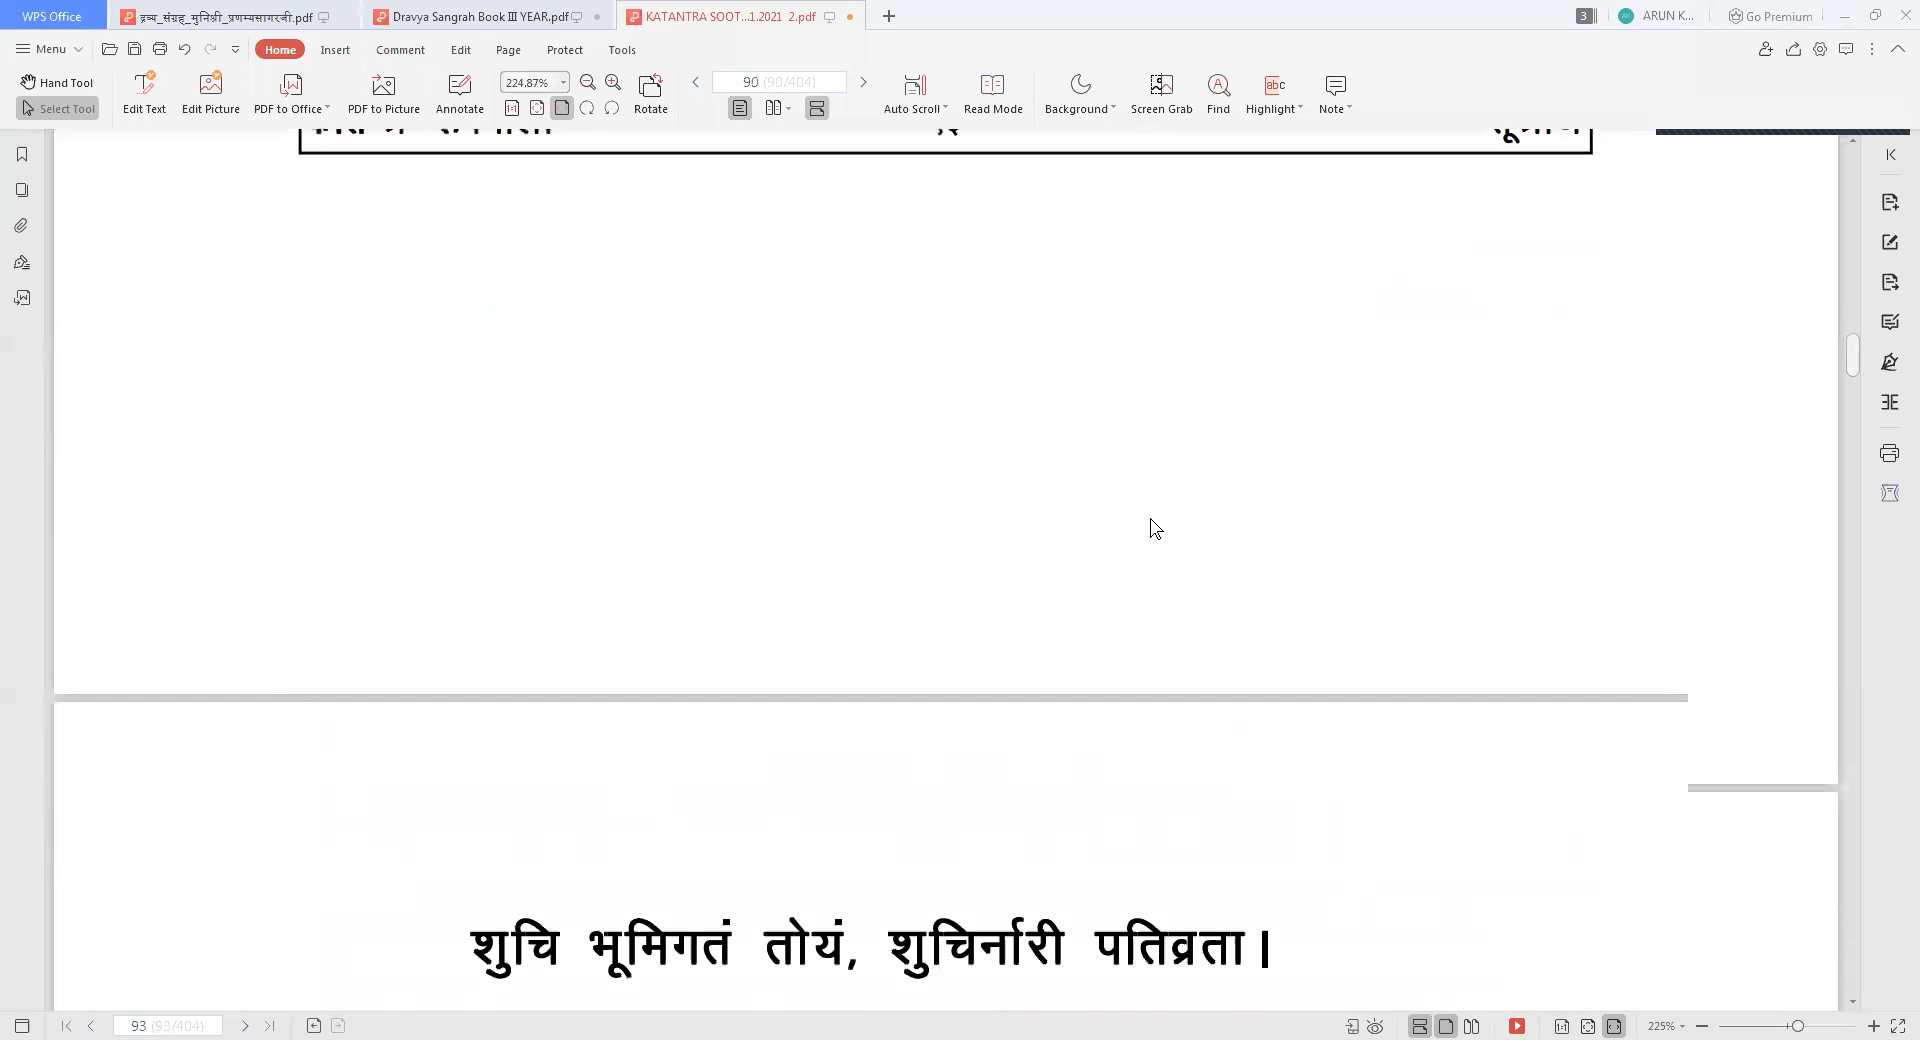 WPS Office
द्रव्य_संग्रह_मुनिश्री_प्रणम्यसागरजी.pdf
Dravya Sangrah Book III YEAR.pdf
KATANTRA SOOT...1.2021 2.pdf
3
AK
ARUN K...
Go Premium
Menu
Home
Insert
Comment
Edit
Page
Protect
Tools
Hand Tool
Select Tool
Edit Text
Edit Picture
PDF to Office
PDF to Picture
Annotate
224.87%
Rotate
90 (90/404)
Auto Scroll
Read Mode
Background
Screen Grab
Find
Highlight
Note
शुचि भूमिगतं तोयं, शुचिर्नारी पतिव्रता।
93 (93/404)
225%